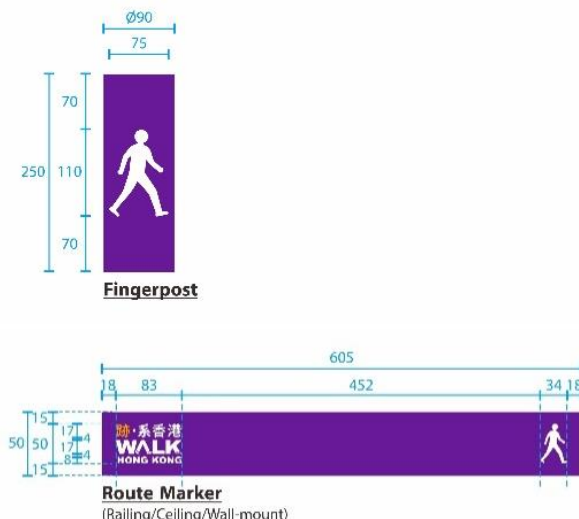 Ø90
75
70
250
110
70
Fingerpost
605
18 83 452 34 18
15
50 50 17 4 17 4 8
15
跡·系香港
WALK
HONG KONG
Route Marker
(Railing/Ceiling/Wall-mount)